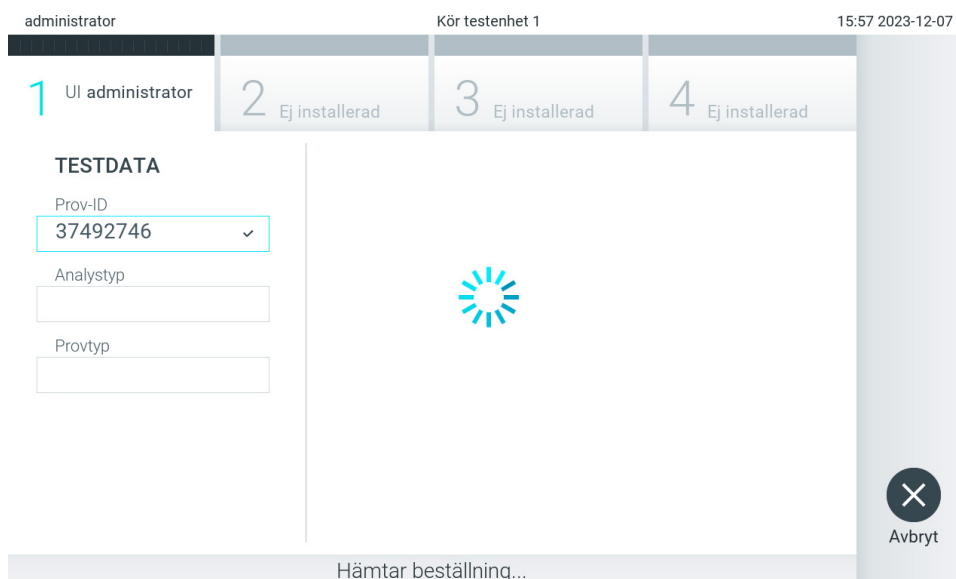 administrator
Kör testenhet 1
15:57 2023-12-07
1 UI administrator
2 Ej installerad
3 Ej installerad
4 Ej installerad
TESTDATA
Prov-ID
37492746
Analystyp
Provtyp
Avbryt
Hämtar beställning...